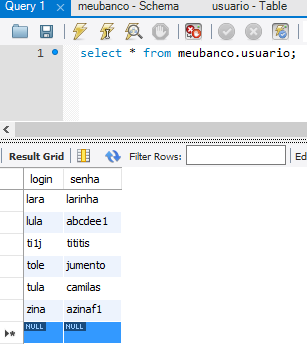 Query 1 meubanco - Schema usuario - Table
1 select * from meubanco.usuario;
Result Grid Filter Rows: Ed
login senha
lara larinha
lula abcdee1
ti1j tititis
tole jumento
tula camilas
zina azinaf1
NULL NULL